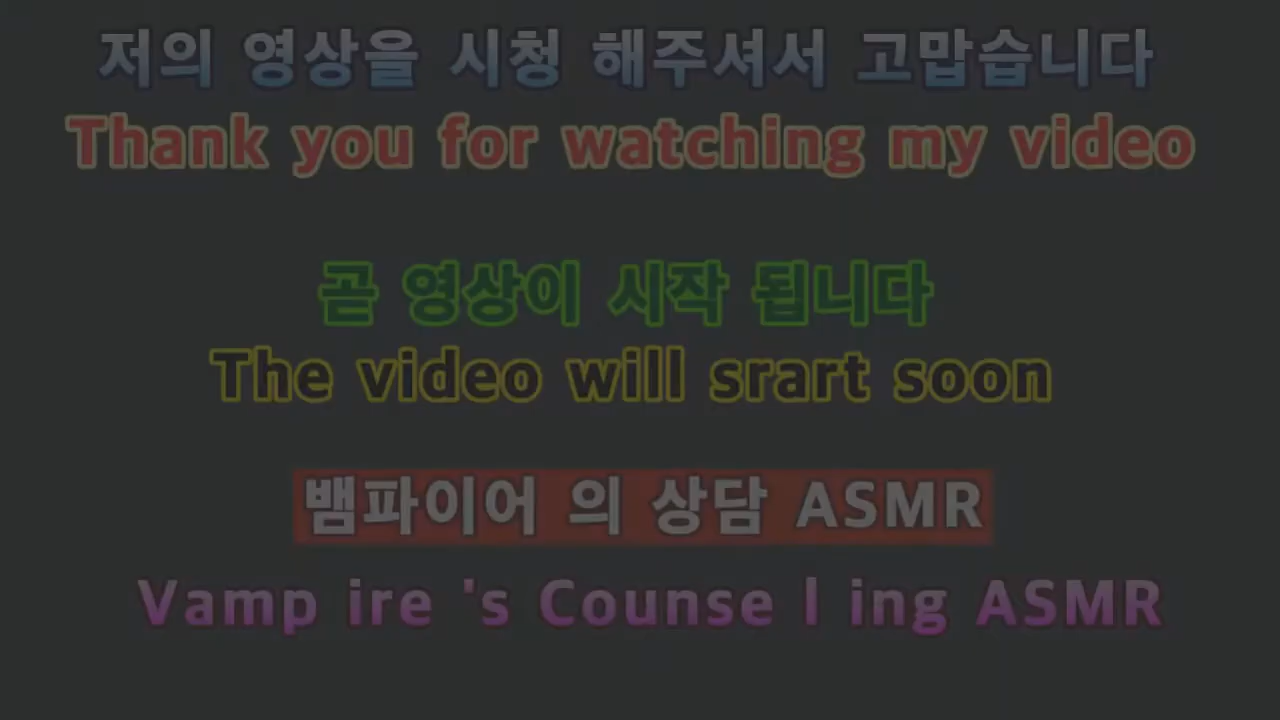 저의 영상을 시청 해주셔서 고맙습니다
Thank you for watching my video
곧 영상이 시작 됩니다
The video will srart soon
뱀파이어 의 상담 ASMR
Vamp ire 's Counse l ing ASMR